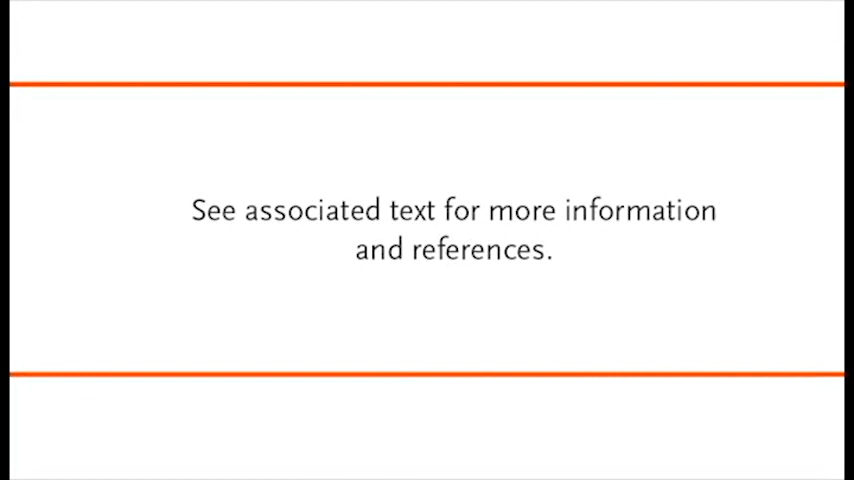 See associated text for more information
and references.